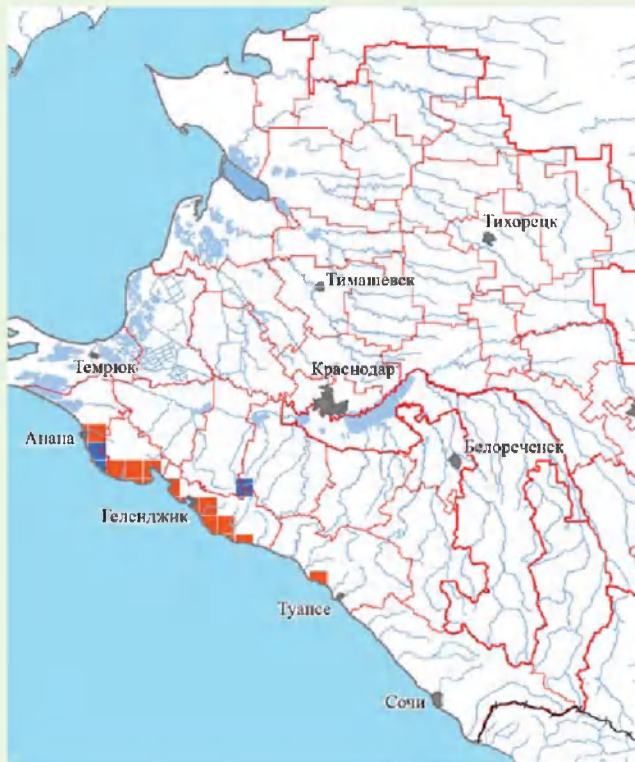 Тихорецк
Тимашевск
Темрюк
Краснодар
Анапа
Белореченск
Геленджик
Туапсе
Сочи